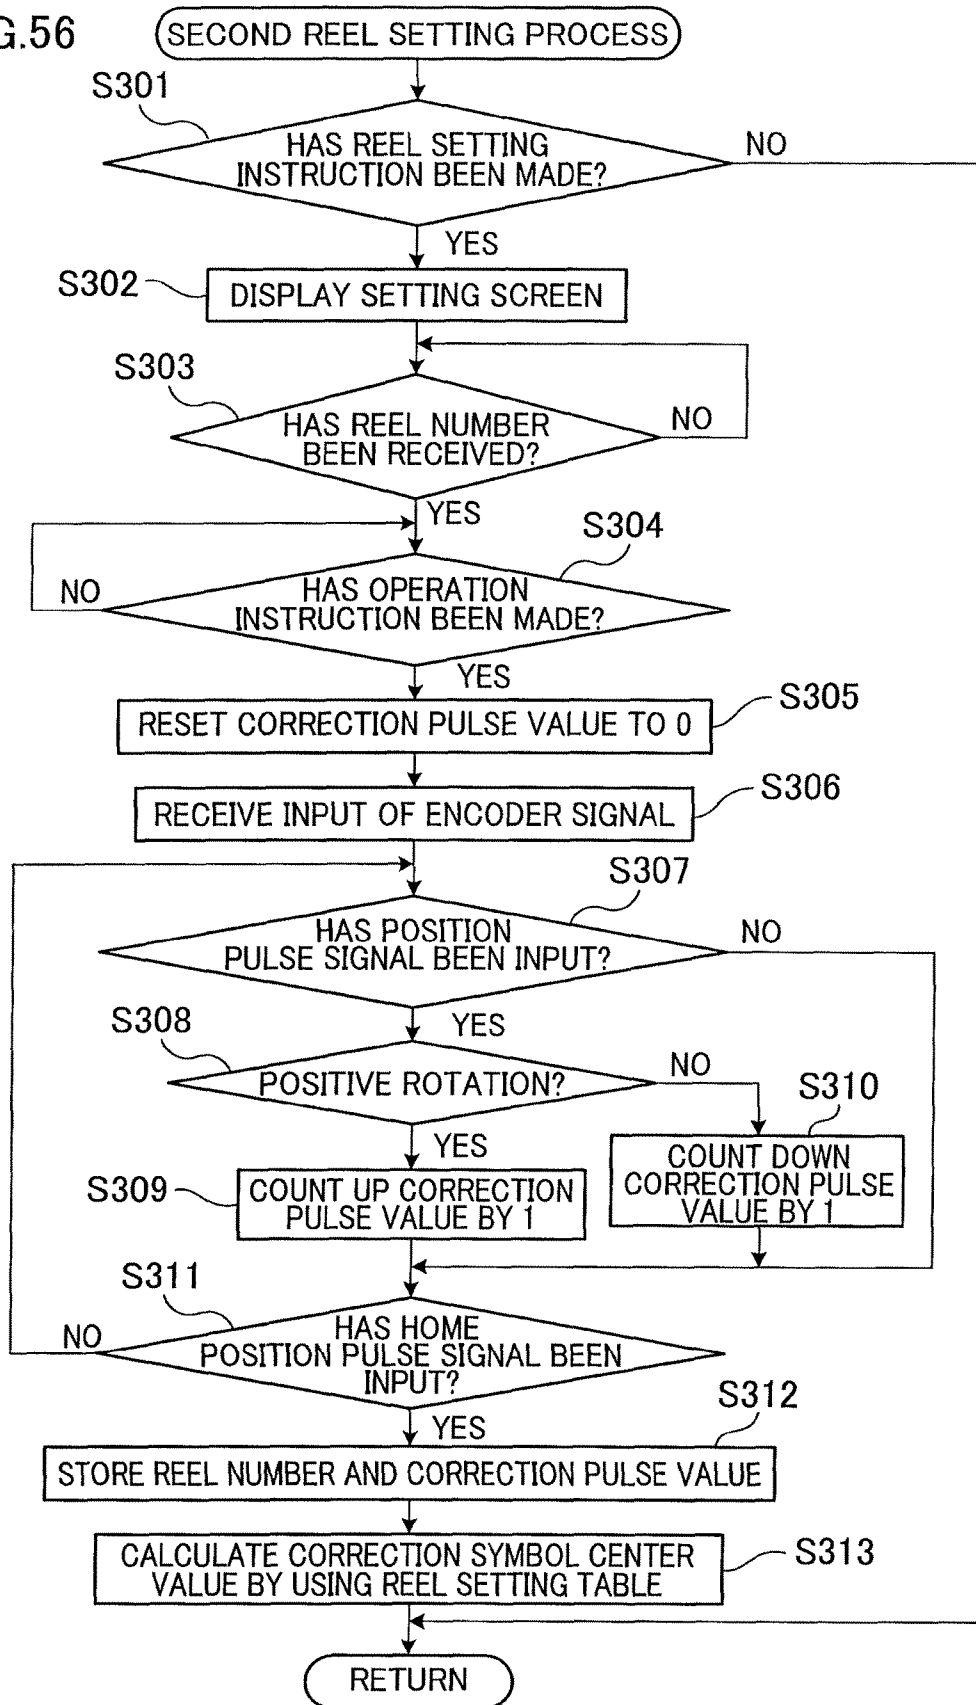 G.56
SECOND REEL SETTING PROCESS
S301
HAS REEL SETTING
INSTRUCTION BEEN MADE?
NO
YES
S302
DISPLAY SETTING SCREEN
S303
HAS REEL NUMBER
BEEN RECEIVED?
NO
YES
S304
HAS OPERATION
INSTRUCTION BEEN MADE?
NO
YES
S305
RESET CORRECTION PULSE VALUE TO 0
S306
RECEIVE INPUT OF ENCODER SIGNAL
S307
HAS POSITION
PULSE SIGNAL BEEN INPUT?
NO
YES
S308
POSITIVE ROTATION?
NO
YES
S310
COUNT DOWN
CORRECTION PULSE
VALUE BY 1
S309
COUNT UP CORRECTION
PULSE VALUE BY 1
S311
HAS HOME
POSITION PULSE SIGNAL BEEN
INPUT?
NO
YES
S312
STORE REEL NUMBER AND CORRECTION PULSE VALUE
S313
CALCULATE CORRECTION SYMBOL CENTER
VALUE BY USING REEL SETTING TABLE
RETURN